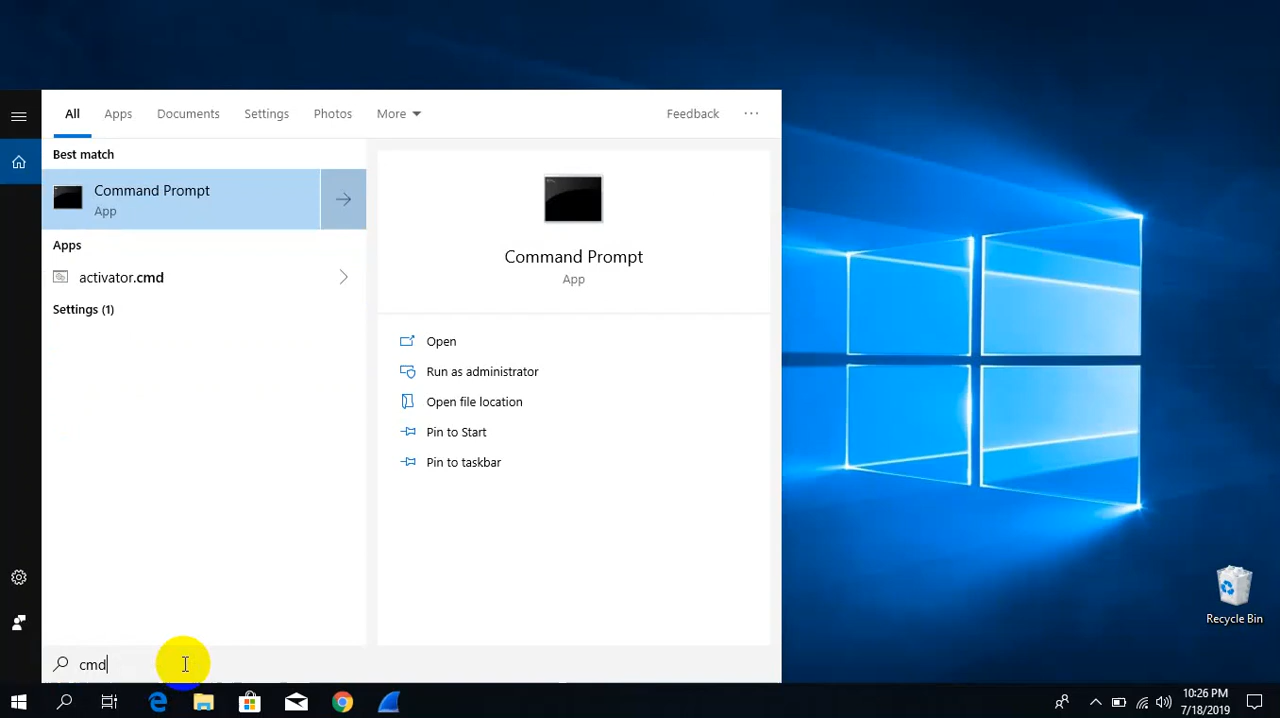 All Apps Documents Settings Photos More Feedback ...
Best match
Command Prompt
App
Apps
activator.cmd
Settings (1)
Command Prompt
App
Open
Run as administrator
Open file location
Pin to Start
Pin to taskbar
cmd
Recycle Bin
10:26 PM
7/18/2019